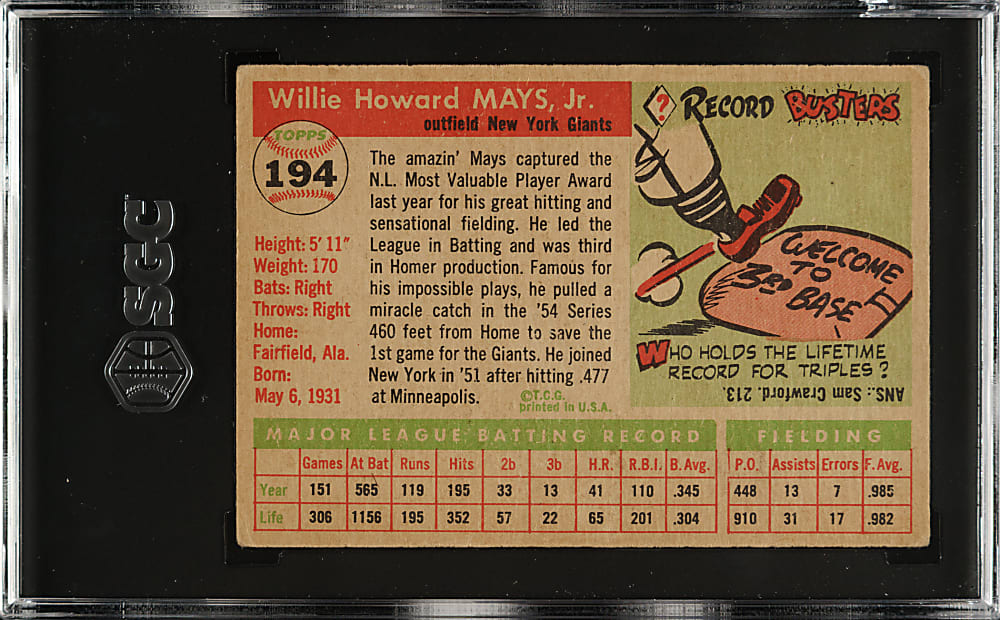 SGC
Willie Howard MAYS, Jr.
outfield New York Giants
TOPPS
194
Height: 5' 11"
Weight: 170
Bats: Right
Throws: Right
Home:
Fairfield, Ala.
Born:
May 6, 1931
The amazin' Mays captured the
N.L. Most Valuable Player Award
last year for his great hitting and
sensational fielding. He led the
League in Batting and was third
in Homer production. Famous for
his impossible plays, he pulled a
miracle catch in the '54 Series
460 feet from Home to save the
1st game for the Giants. He joined
New York in '51 after hitting .477
at Minneapolis.
©T.C.G.
printed in U.S.A.
? RECORD BUSTERS
WELCOME
TO
3RD BASE
WHO HOLDS THE LIFETIME
RECORD FOR TRIPLES?
ANS.: Sam Crawford. 213.
MAJOR LEAGUE BATTING RECORD FIELDING
Games At Bat Runs Hits 2b 3b H.R. R.B.I. B.Avg. P.O. Assists Errors F. Avg.
Year 151 565 119 195 33 13 41 110 .345 448 13 7 .985
Life 306 1156 195 352 57 22 65 201 .304 910 31 17 .982